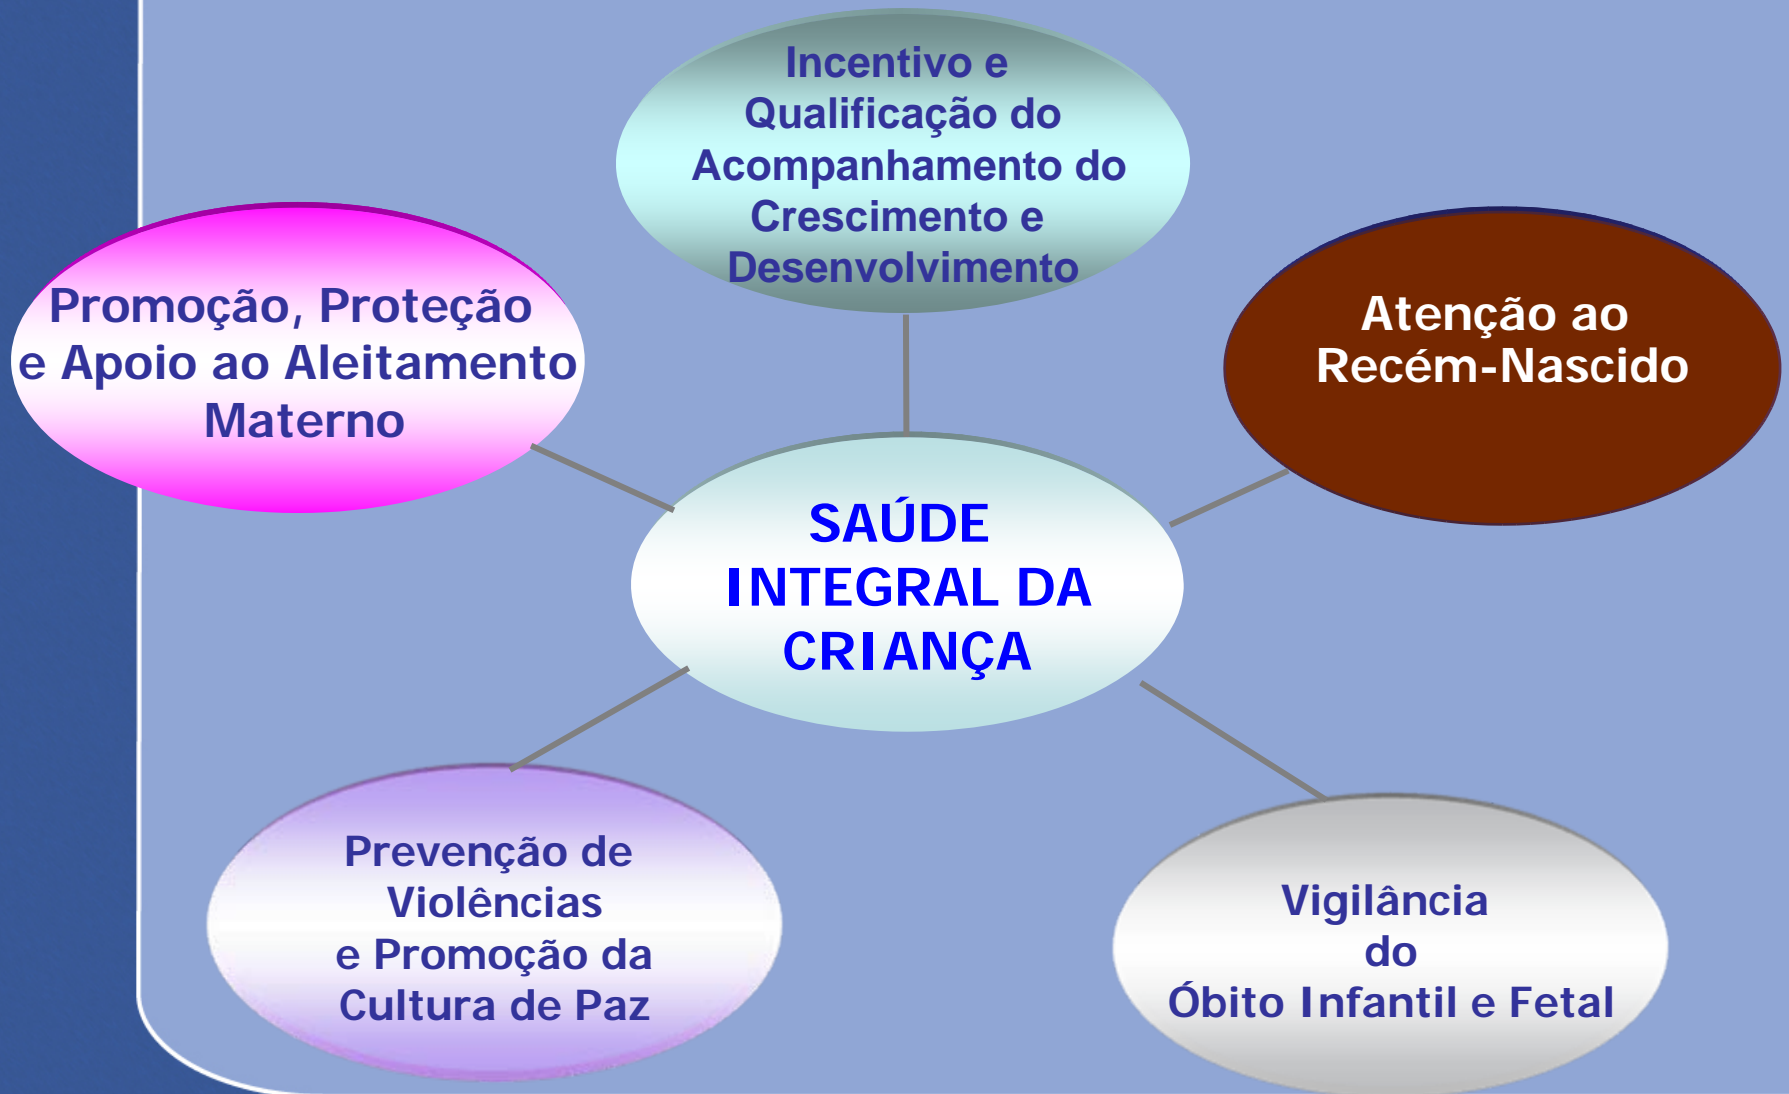 Incentivo e
Qualificação do
Acompanhamento do
Crescimento e
Desenvolvimento
Promoção, Proteção
e Apoio ao Aleitamento
Materno
Atenção ao
Recém-Nascido
SAÚDE
INTEGRAL DA
CRIANÇA
Prevenção de
Violências
e Promoção da
Cultura de Paz
Vigilância
do
Óbito Infantil e Fetal